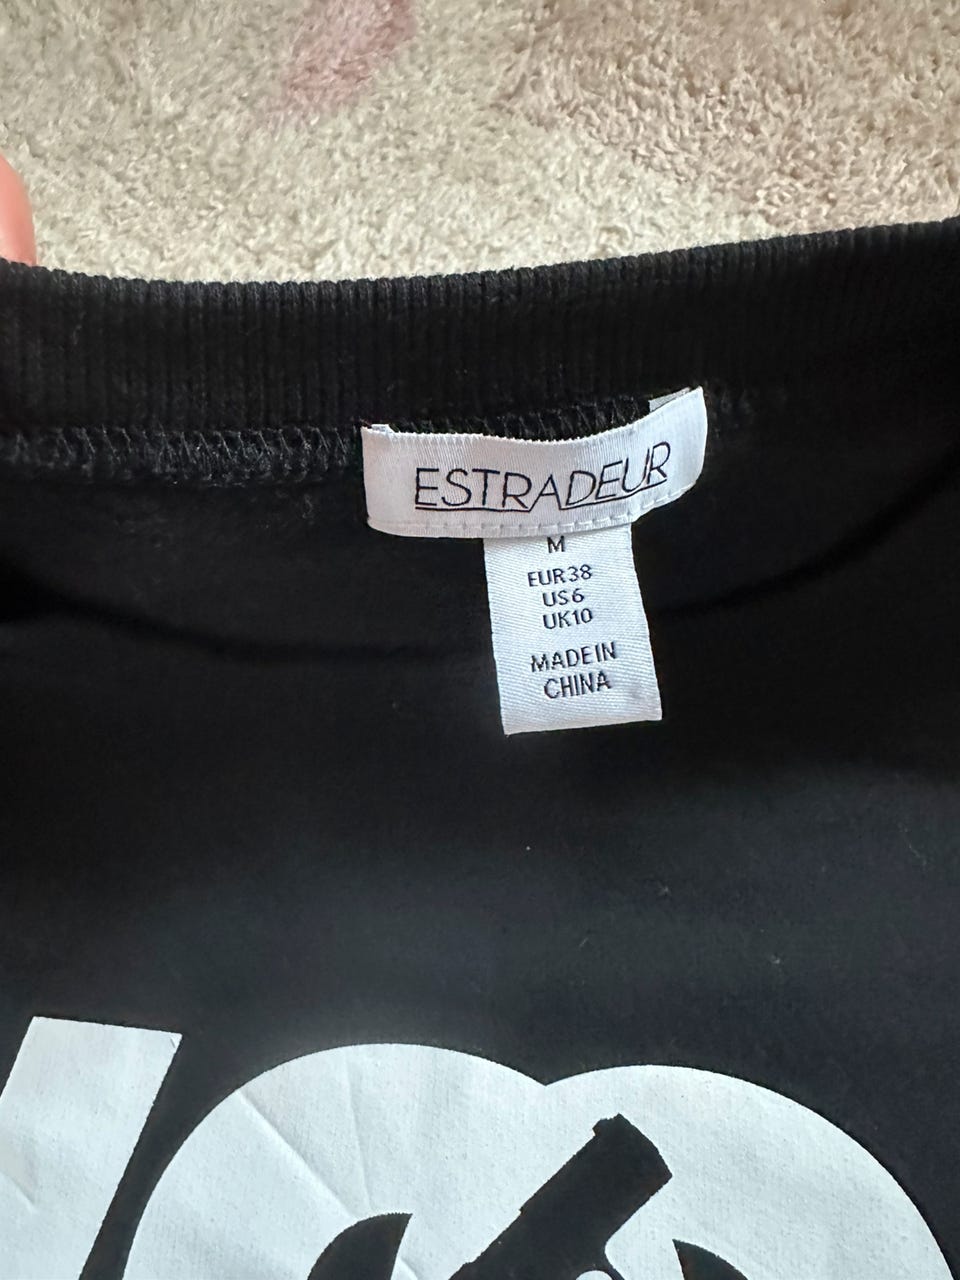 ESTRADEUR
M
EUR38
US6
UK10
MADE IN
CHINA